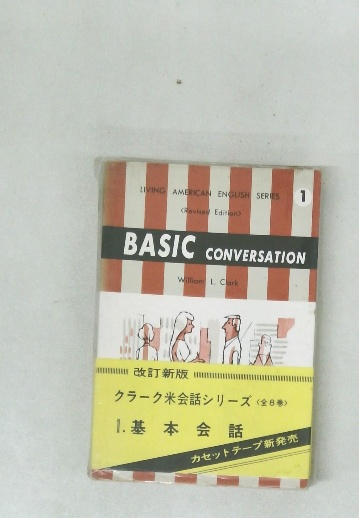 LIVING AMERICAN ENGLISH SERIES 1
<Revised Edition>
BASIC CONVERSATION
William L. Clark
改訂新版
クラーク米会話シリーズ〈全8巻〉
1. 基本会話
カセットテープ新発売